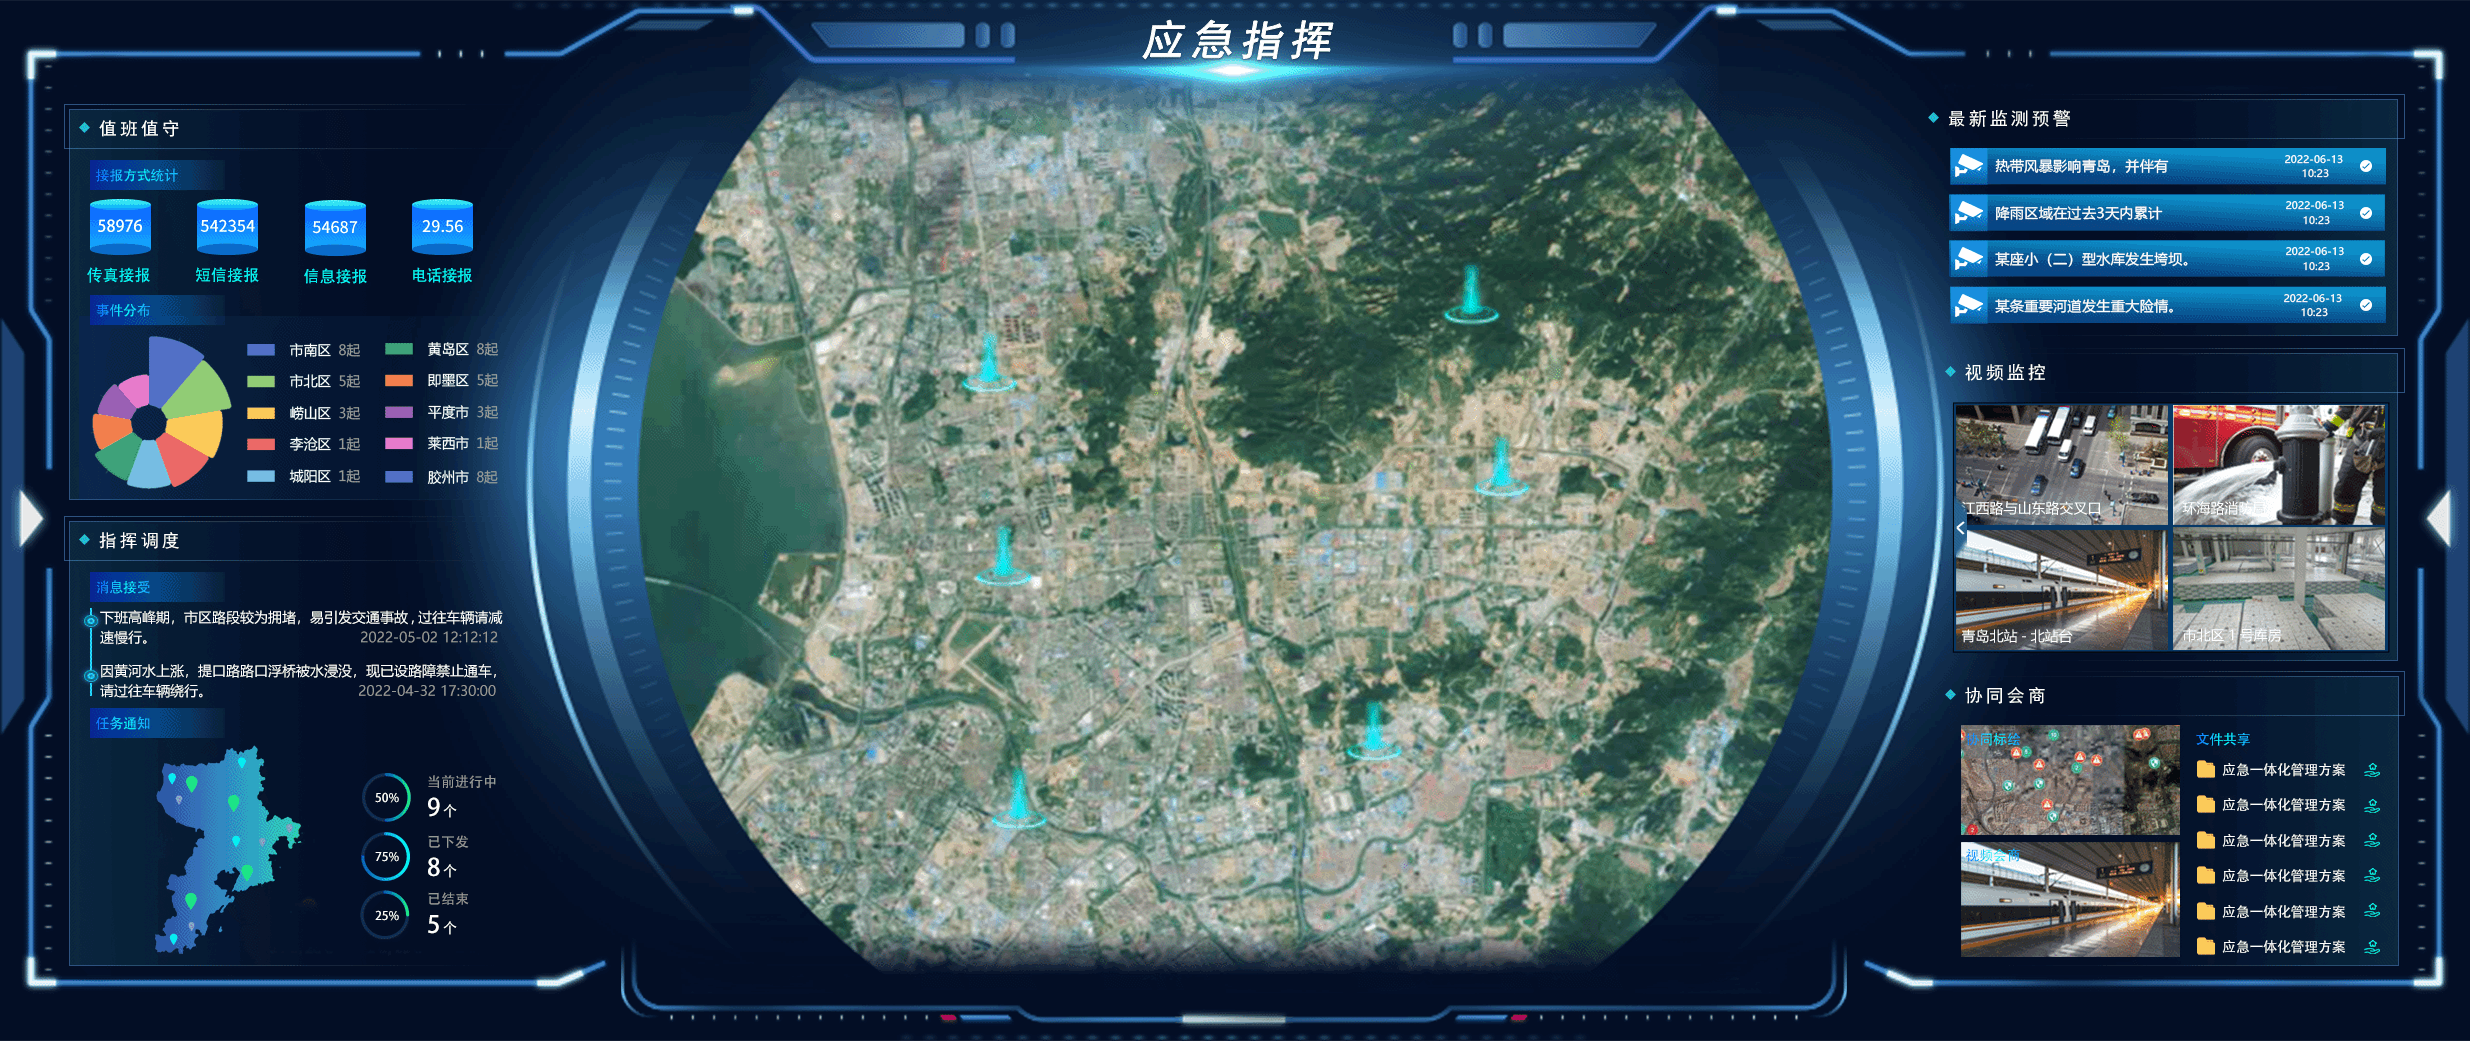 应急指挥
值班值守
接报方式统计
58976
542354
54687
29.56
传真接报
短信接报
信息接报
电话接报
事件分布
市南区 8起
黄岛区 8起
市北区 5起
即墨区 5起
崂山区 3起
平度市 3起
李沧区 1起
莱西市 1起
城阳区 1起
胶州市 8起
指挥调度
消息接受
下班高峰期，市区路段较为拥堵，易引发交通事故，过往车辆请减
速慢行。 2022-05-02 12:12:12
因黄河水上涨，提口路路口浮桥被水浸没，现已设路障禁止通车，
请过往车辆绕行。 2022-04-32 17:30:00
任务通知
50%
当前进行中
9个
75%
已下发
8个
25%
已结束
5个
最新监测预警
热带风暴影响青岛，并伴有
2022-06-13
10:23
降雨区域在过去3天内累计
2022-06-13
10:23
某座小（二）型水库发生垮坝。
2022-06-13
10:23
某条重要河道发生重大险情。
2022-06-13
10:23
视频监控
江西路与山东路交叉口
环海路消防
青岛北站-北站台
市北区1号库房
协同会商
协同标绘
视频会商
文件共享
应急一体化管理方案
应急一体化管理方案
应急一体化管理方案
应急一体化管理方案
应急一体化管理方案
应急一体化管理方案